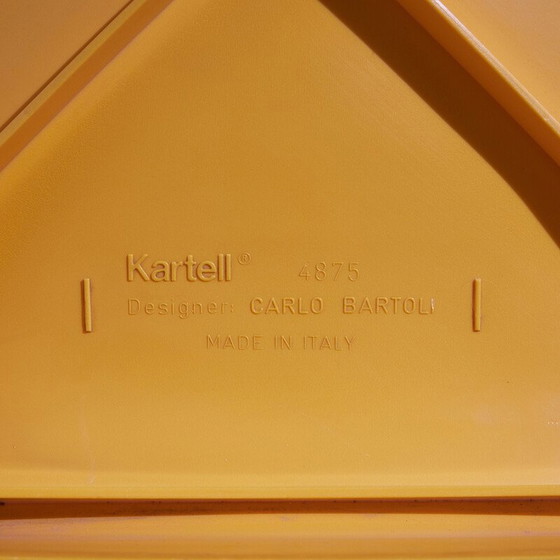 Kartell® 4875
Designer: CARLO BARTOLI
MADE IN ITALY